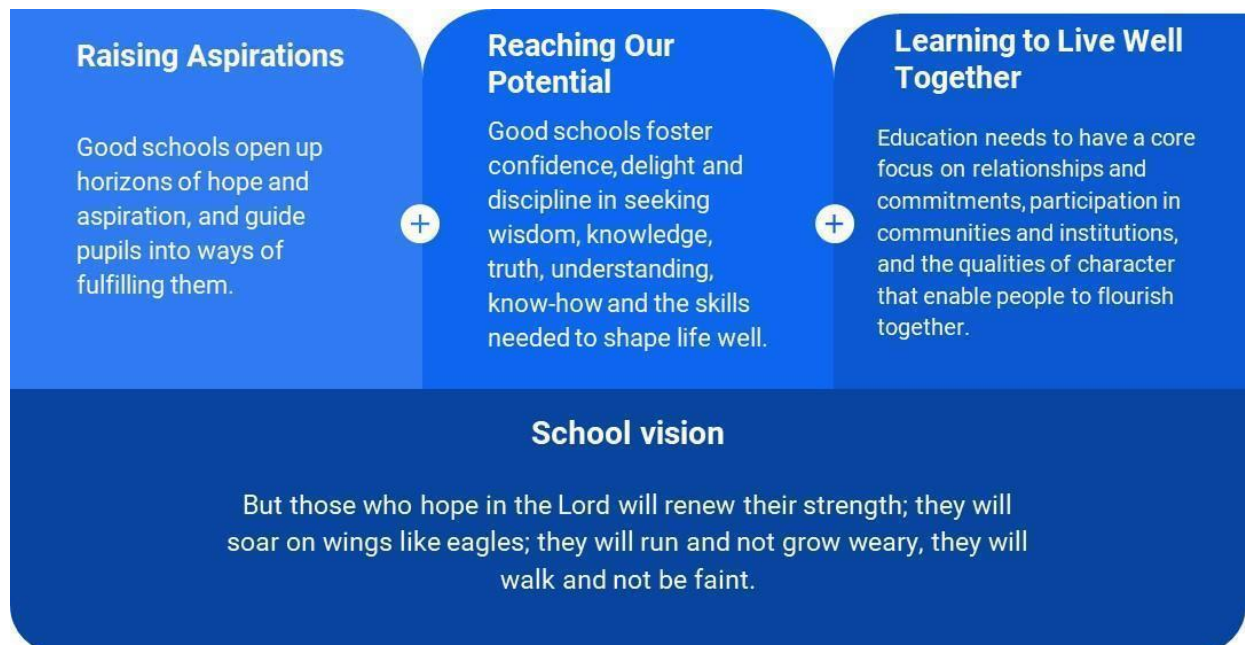 Raising Aspirations
Good schools open up
horizons of hope and
aspiration, and guide
pupils into ways of
fulfilling them.
Reaching Our
Potential
Good schools foster
confidence, delight and
discipline in seeking
wisdom, knowledge,
truth, understanding,
know-how and the skills
needed to shape life well.
Learning to Live Well
Together
Education needs to have a core
focus on relationships and
commitments, participation in
communities and institutions,
and the qualities of character
that enable people to flourish
together.
School vision
But those who hope in the Lord will renew their strength; they will
soar on wings like eagles; they will run and not grow weary, they will
walk and not be faint.